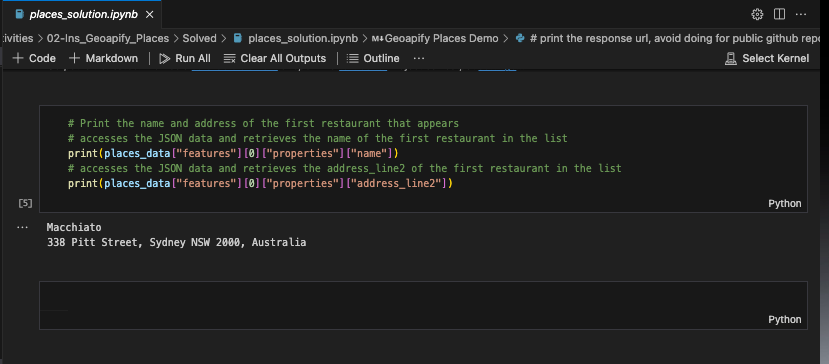 places_solution.ipynb
ivities > 02-Ins_Geoapify_Places > Solved > places_solution.ipynb > M↓Geoapify Places Demo > # print the response url, avoid doing for public github repo
+ Code + Markdown | Run All Clear All Outputs | Outline ... Select Kernel
# Print the name and address of the first restaurant that appears
# accesses the JSON data and retrieves the name of the first restaurant in the list
print(places_data["features"][0]["properties"]["name"])
# accesses the JSON data and retrieves the address_line2 of the first restaurant in the list
print(places_data["features"][0]["properties"]["address_line2"])
[5]
Python
... Macchiato
338 Pitt Street, Sydney NSW 2000, Australia
Python